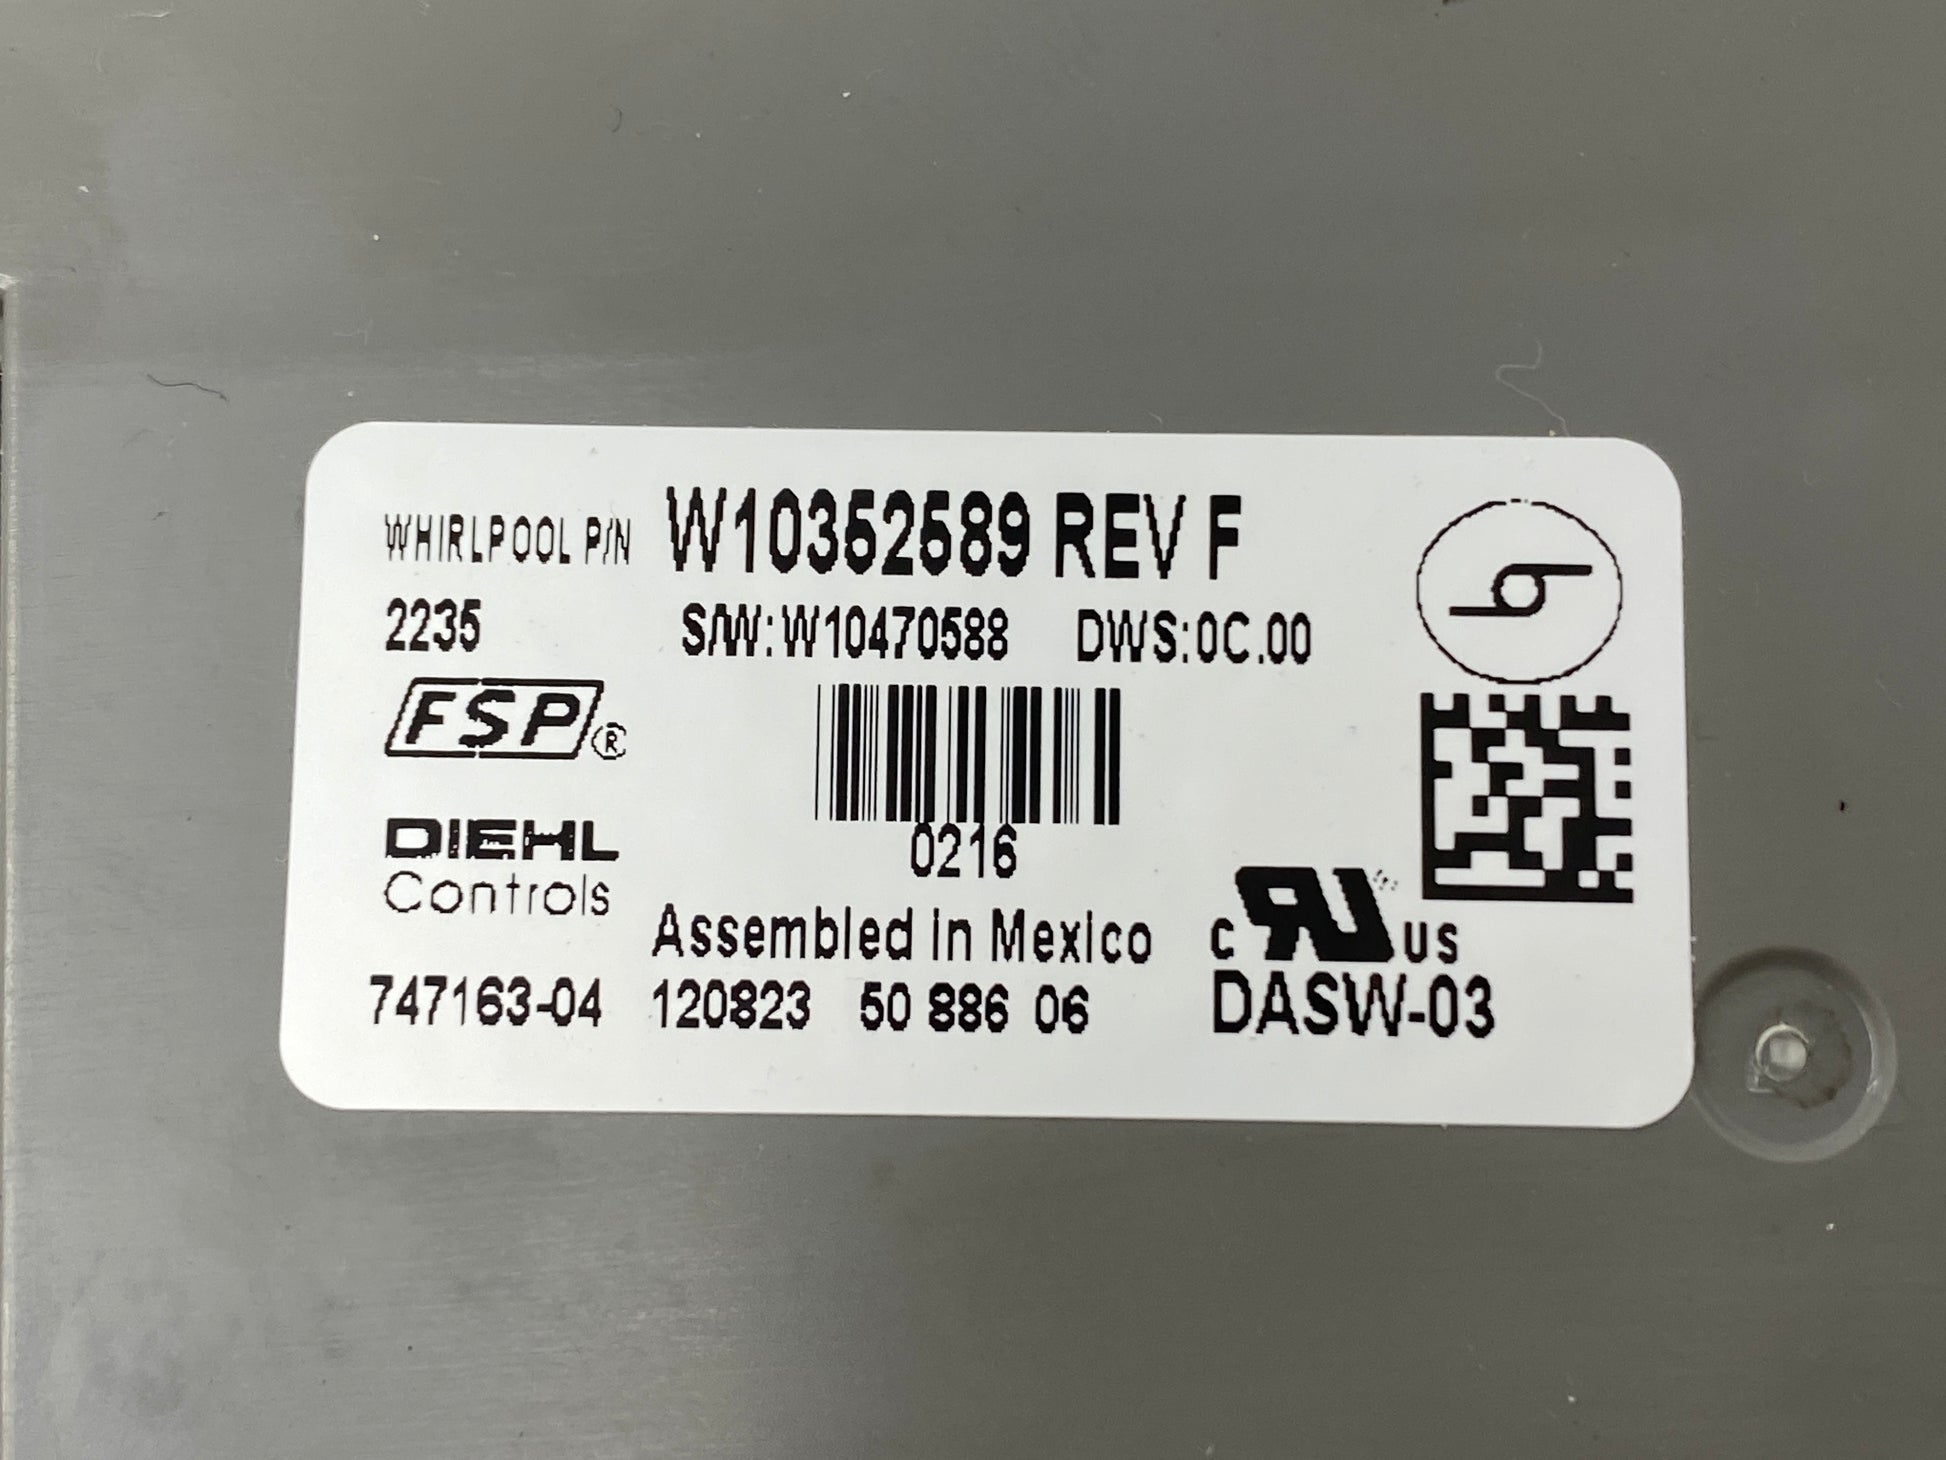 WHIRLPOOL P/N W10352589 REV F
2235 S/W:W10470588 DWS:0C.00
FSP®
0216
DIEHL
Controls
Assembled in Mexico c RU us
747163-04 120823 50 886 06 DASW-03